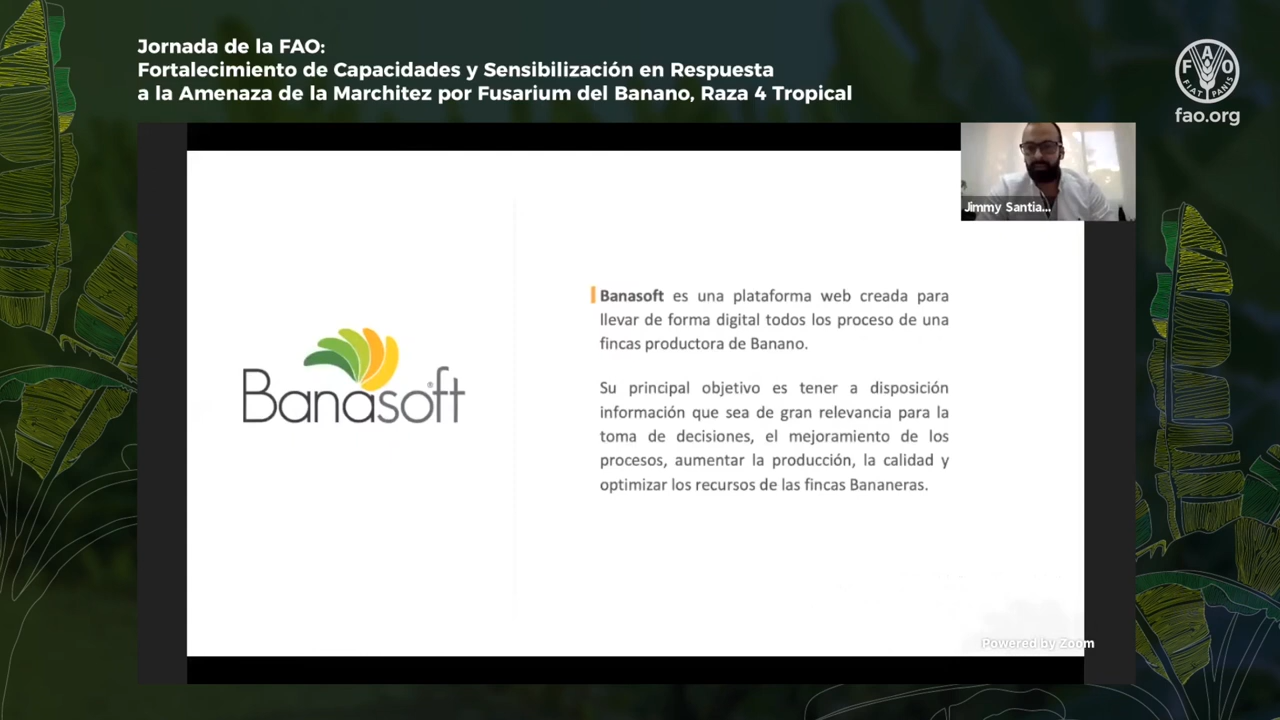 Jornada de la FAO:
Fortalecimiento de Capacidades y Sensibilización en Respuesta
a la Amenaza de la Marchitez por Fusarium del Banano, Raza 4 Tropical
F A O
FIAT PANIS
fao.org
Jimmy Santia...
Banasoft®
Banasoft es una plataforma web creada para
llevar de forma digital todos los proceso de una
fincas productora de Banano.
Su principal objetivo es tener a disposición
información que sea de gran relevancia para la
toma de decisiones, el mejoramiento de los
procesos, aumentar la producción, la calidad y
optimizar los recursos de las fincas Bananeras.
Powered by Zoom